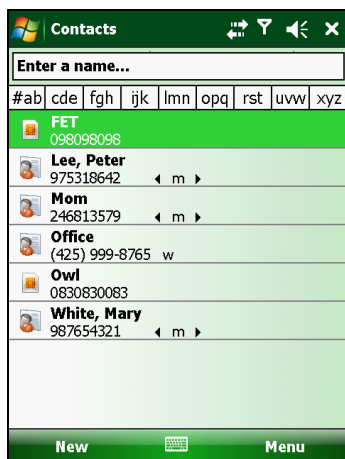 Contacts
Enter a name...
#ab cde fgh ijk lmn opq rst uvw xyz
FET
098098098
Lee, Peter
975318642 m
Mom
246813579 m
Office
(425) 999-8765 w
Owl
0830830083
White, Mary
987654321 m
New Menu